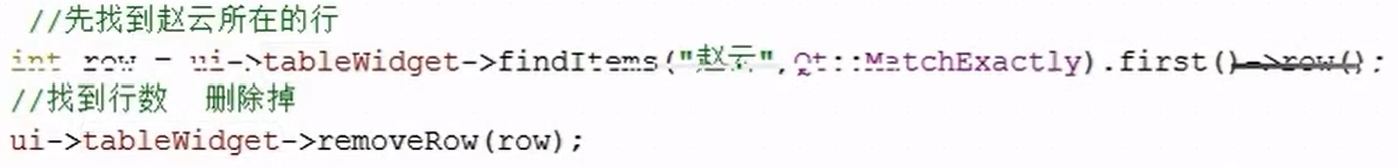 //先找到赵云所在的行
int row = ui->tableWidget->findItems("赵云",Qt::MatchExactly).first()->row();
//找到行数  删除掉
ui->tableWidget->removeRow(row);